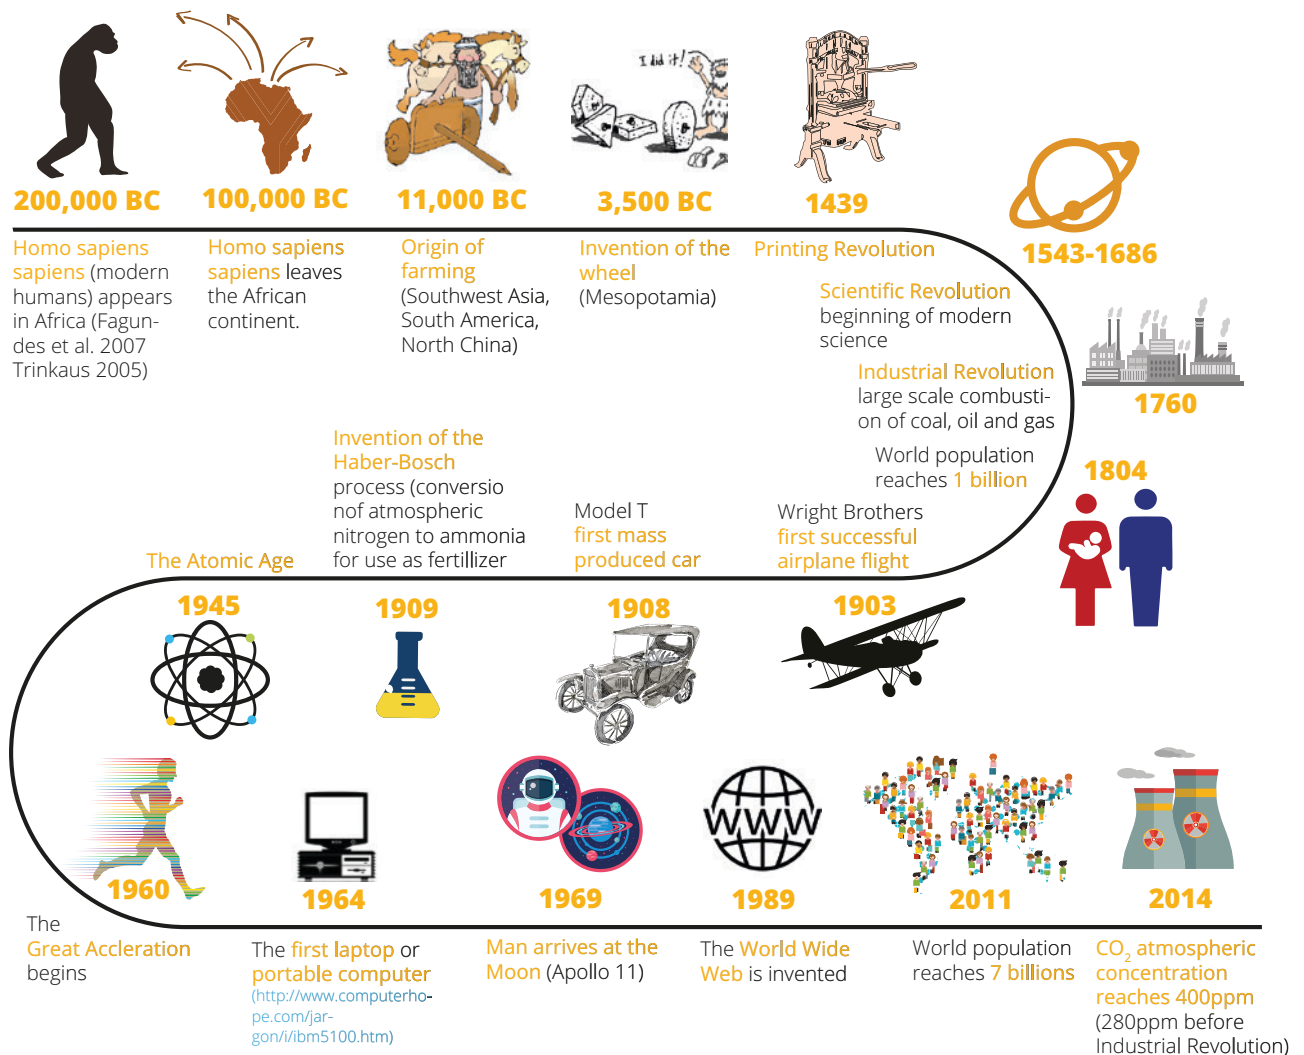 I did it!
200,000 BC
Homo sapiens
sapiens (modern
humans) appears
in Africa (Fagun-
des et al. 2007
Trinkaus 2005)
100,000 BC
Homo sapiens
sapiens leaves
the African
continent.
11,000 BC
Origin of
farming
(Southwest Asia,
South America,
North China)
3,500 BC
Invention of the
wheel
(Mesopotamia)
1439
Printing Revolution
1543-1686
Scientific Revolution
beginning of modern
science
1760
Industrial Revolution
large scale combusti-
on of coal, oil and gas
1804
World population
reaches 1 billion
Wright Brothers
first successful
airplane flight
1903
Model T
first mass
produced car
1908
Invention of the
Haber-Bosch
process (conversio
nof atmospheric
nitrogen to ammonia
for use as fertillizer
1909
The Atomic Age
1945
1960
The
Great Accleration
begins
1964
The first laptop or
portable computer
(http://www.computerho-
pe.com/jar-
gon/i/ibm5100.htm)
1969
Man arrives at the
Moon (Apollo 11)
WWW
1989
The World Wide
Web is invented
2011
World population
reaches 7 billions
2014
CO₂ atmospheric
concentration
reaches 400ppm
(280ppm before
Industrial Revolution)